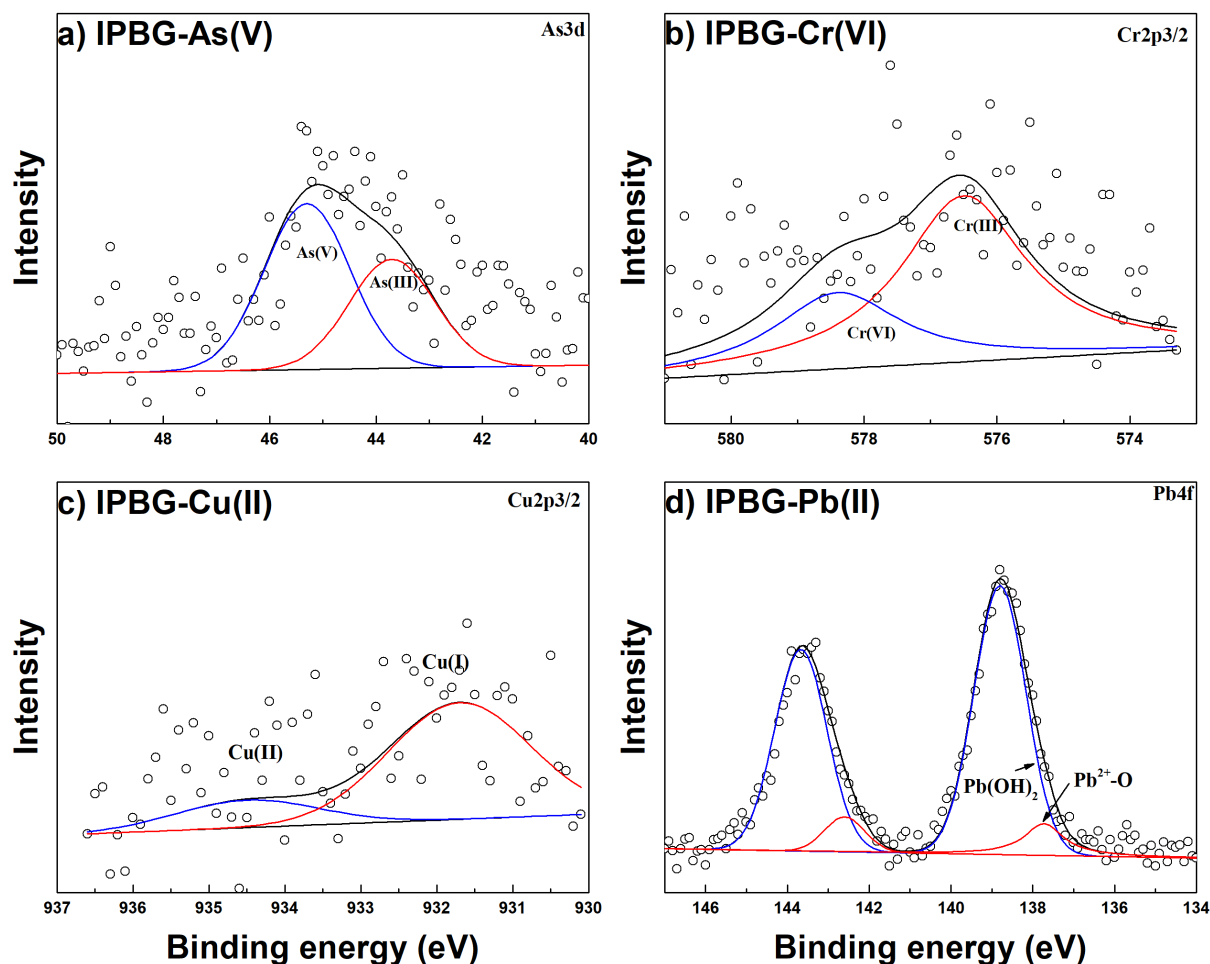 a) IPBG-As(V)
As3d
As(V)
As(III)
Intensity
50 48 46 44 42 40
b) IPBG-Cr(VI)
Cr2p3/2
Cr(III)
Cr(VI)
Intensity
580 578 576 574
c) IPBG-Cu(II)
Cu2p3/2
Cu(I)
Cu(II)
Intensity
937 936 935 934 933 932 931 930
Binding energy (eV)
d) IPBG-Pb(II)
Pb4f
Pb(OH)₂
Pb²⁺-O
Intensity
146 144 142 140 138 136 134
Binding energy (eV)